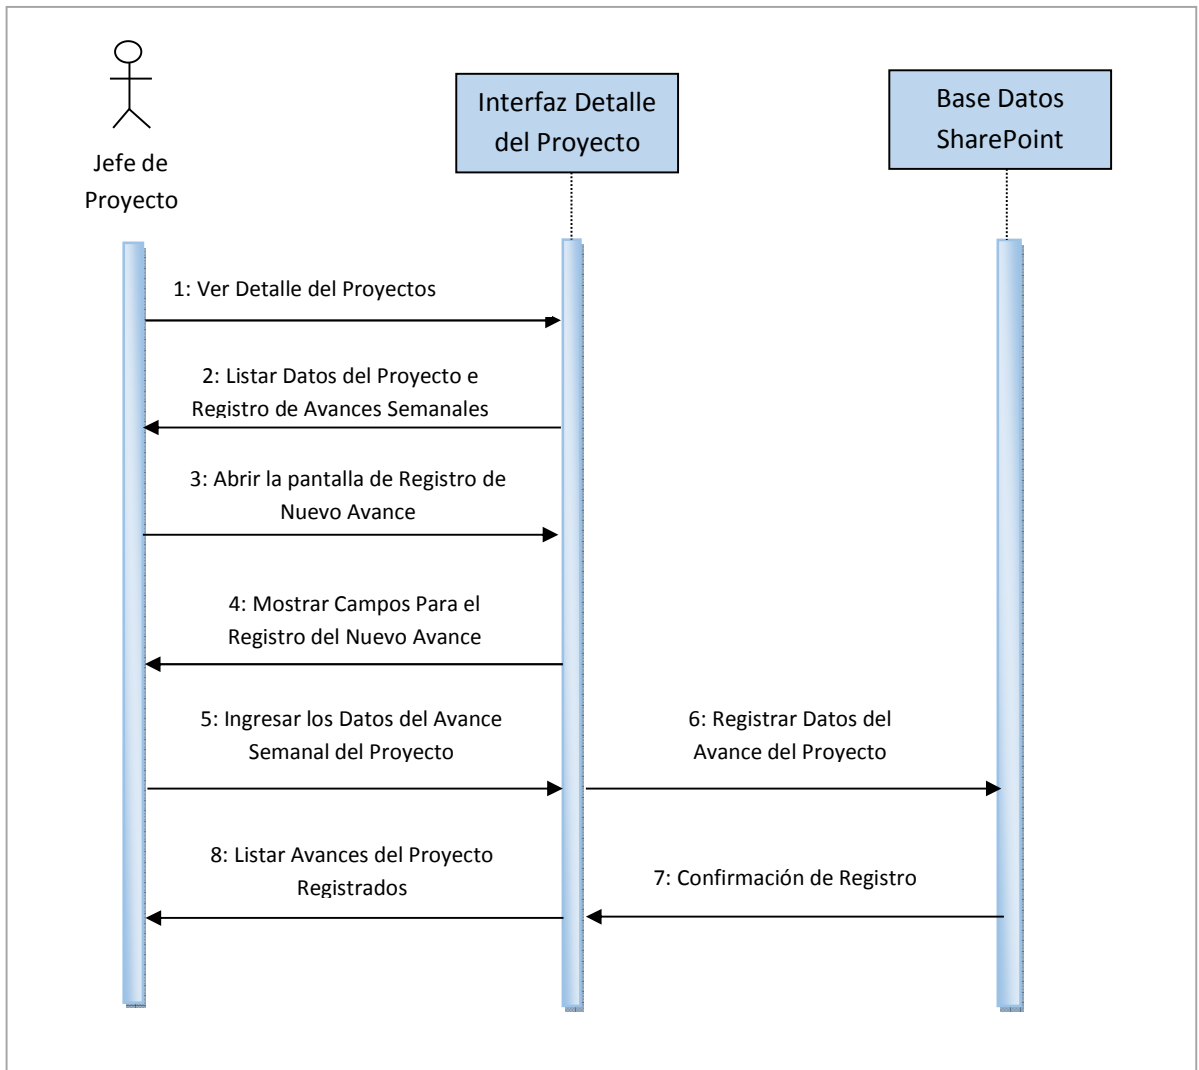 Jefe de
Proyecto
Interfaz Detalle
del Proyecto
Base Datos
SharePoint
1: Ver Detalle del Proyectos
2: Listar Datos del Proyecto e
Registro de Avances Semanales
3: Abrir la pantalla de Registro de
Nuevo Avance
4: Mostrar Campos Para el
Registro del Nuevo Avance
5: Ingresar los Datos del Avance
Semanal del Proyecto
6: Registrar Datos del
Avance del Proyecto
8: Listar Avances del Proyecto
Registrados
7: Confirmación de Registro